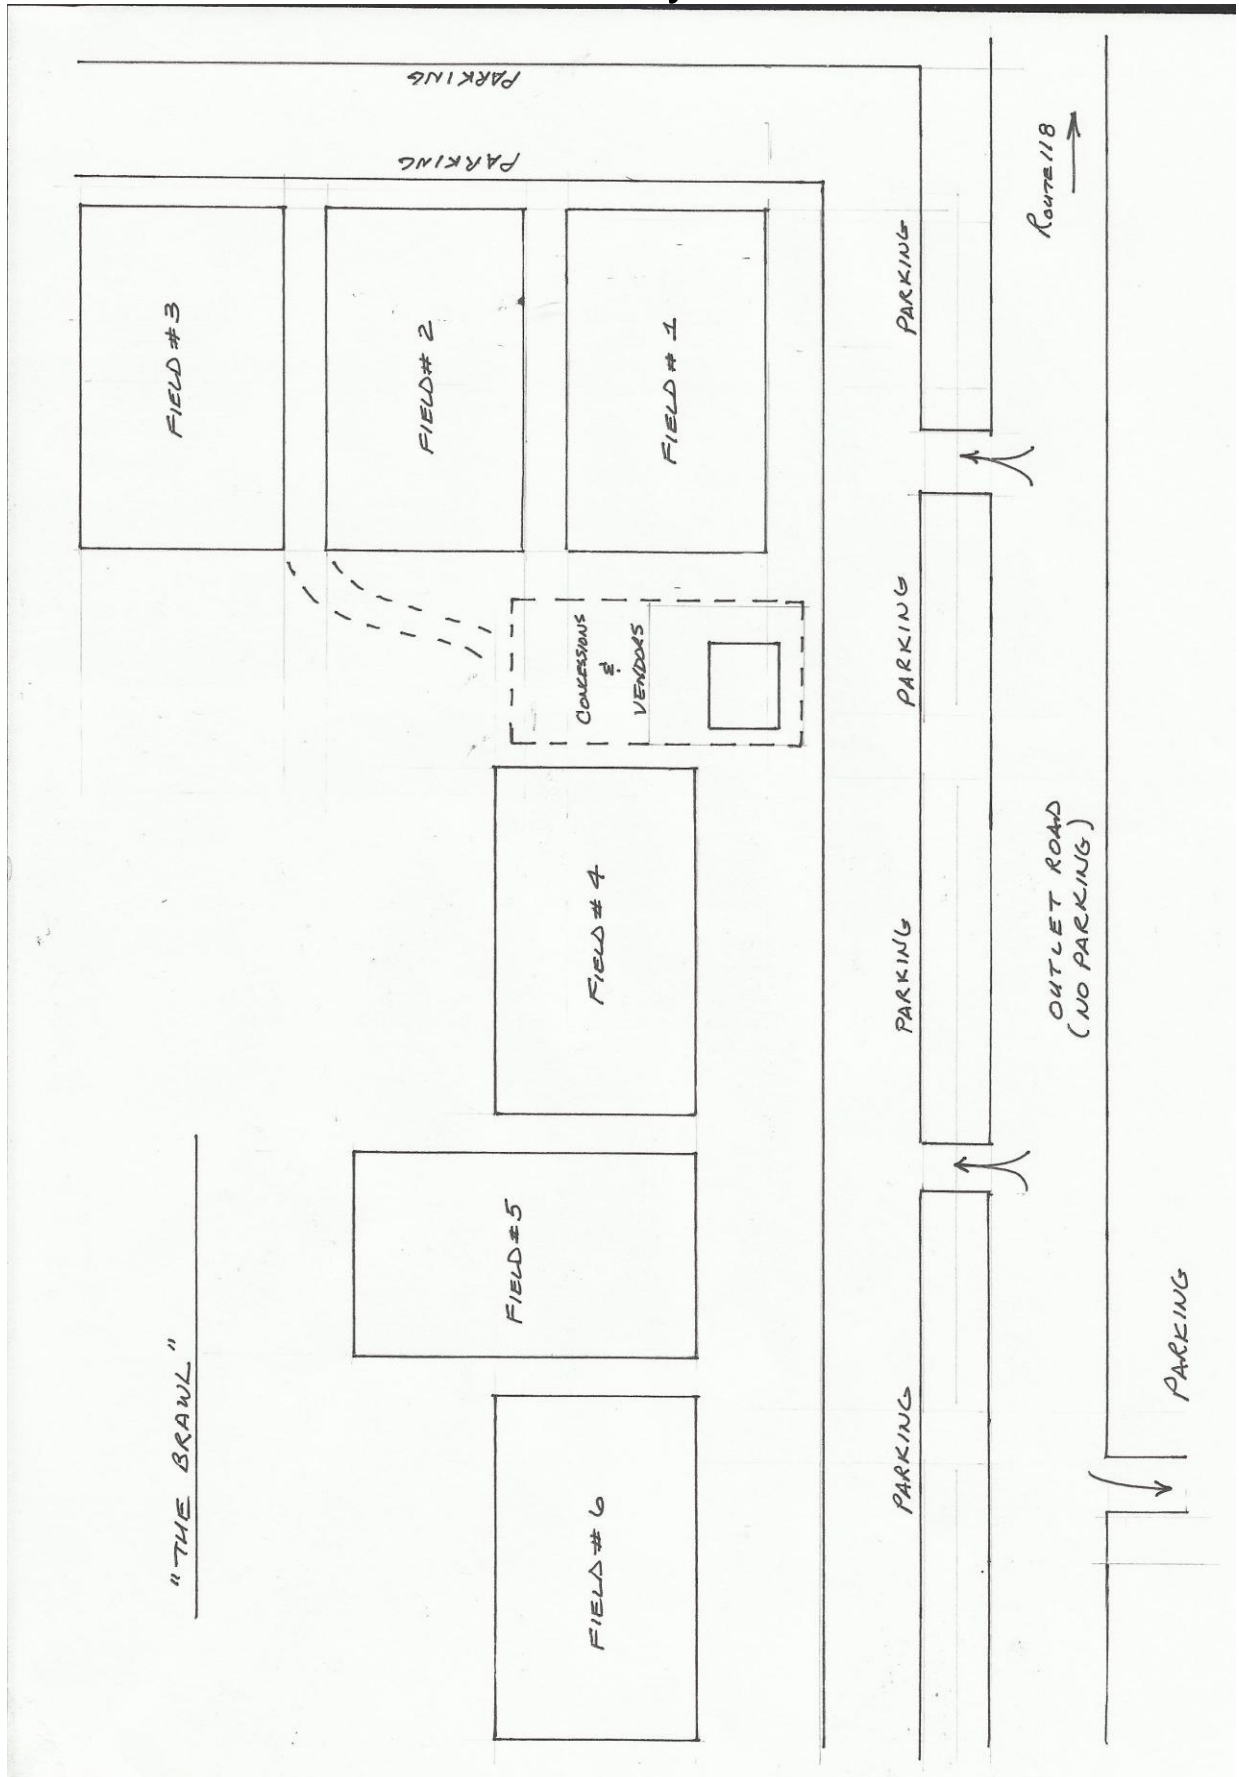 "THE BRAWL"
FIELD #3
FIELD # 2
FIELD # 1
CONCESSIONS
&
VENDORS
FIELD # 4
FIELD #5
FIELD # 6
PARKING
PARKING
PARKING
PARKING
PARKING
PARKING
OUTLET ROAD
(NO PARKING)
ROUTE 118
PARKING